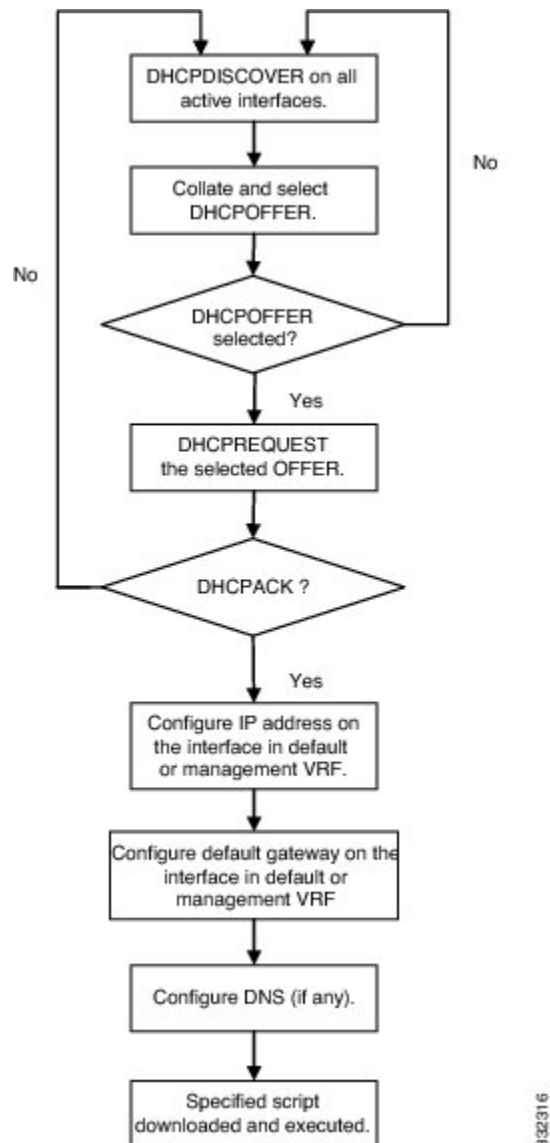 DHCPDISCOVER on all
active interfaces.
No
Collate and select
DHCPOFFER.
No
DHCPOFFER
selected?
Yes
DHCPREQUEST
the selected OFFER.
DHCPACK ?
Yes
Configure IP address on
the interface in default
or management VRF.
Configure default gateway on the
interface in default or
management VRF
Configure DNS (if any).
Specified script
downloaded and executed.